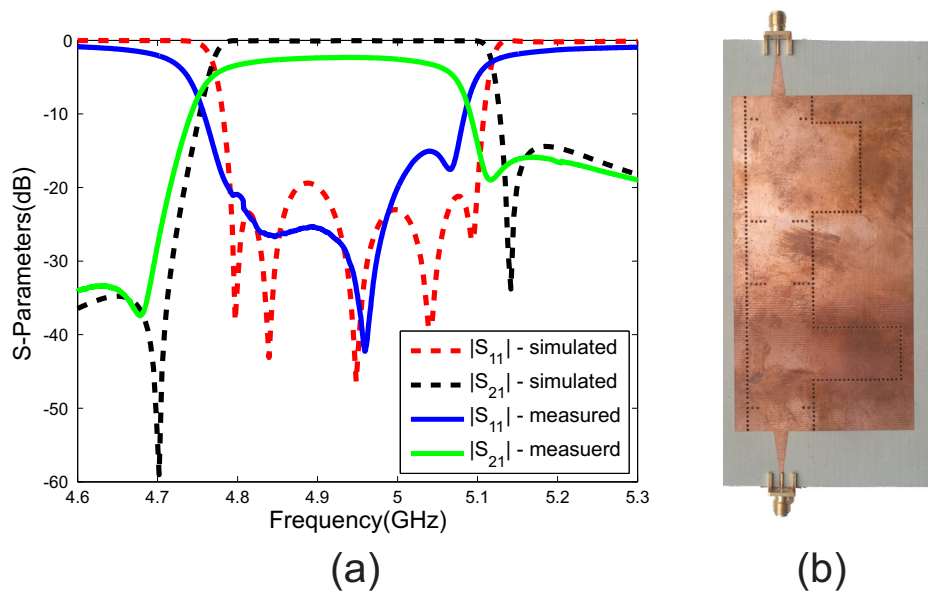 0
-10
-20
-30
-40
-50
-60
S-Parameters(dB)
4.6 4.7 4.8 4.9 5 5.1 5.2 5.3
Frequency(GHz)
|S11| - simulated
|S21| - simulated
|S11| - measured
|S21| - measuerd
(a) (b)